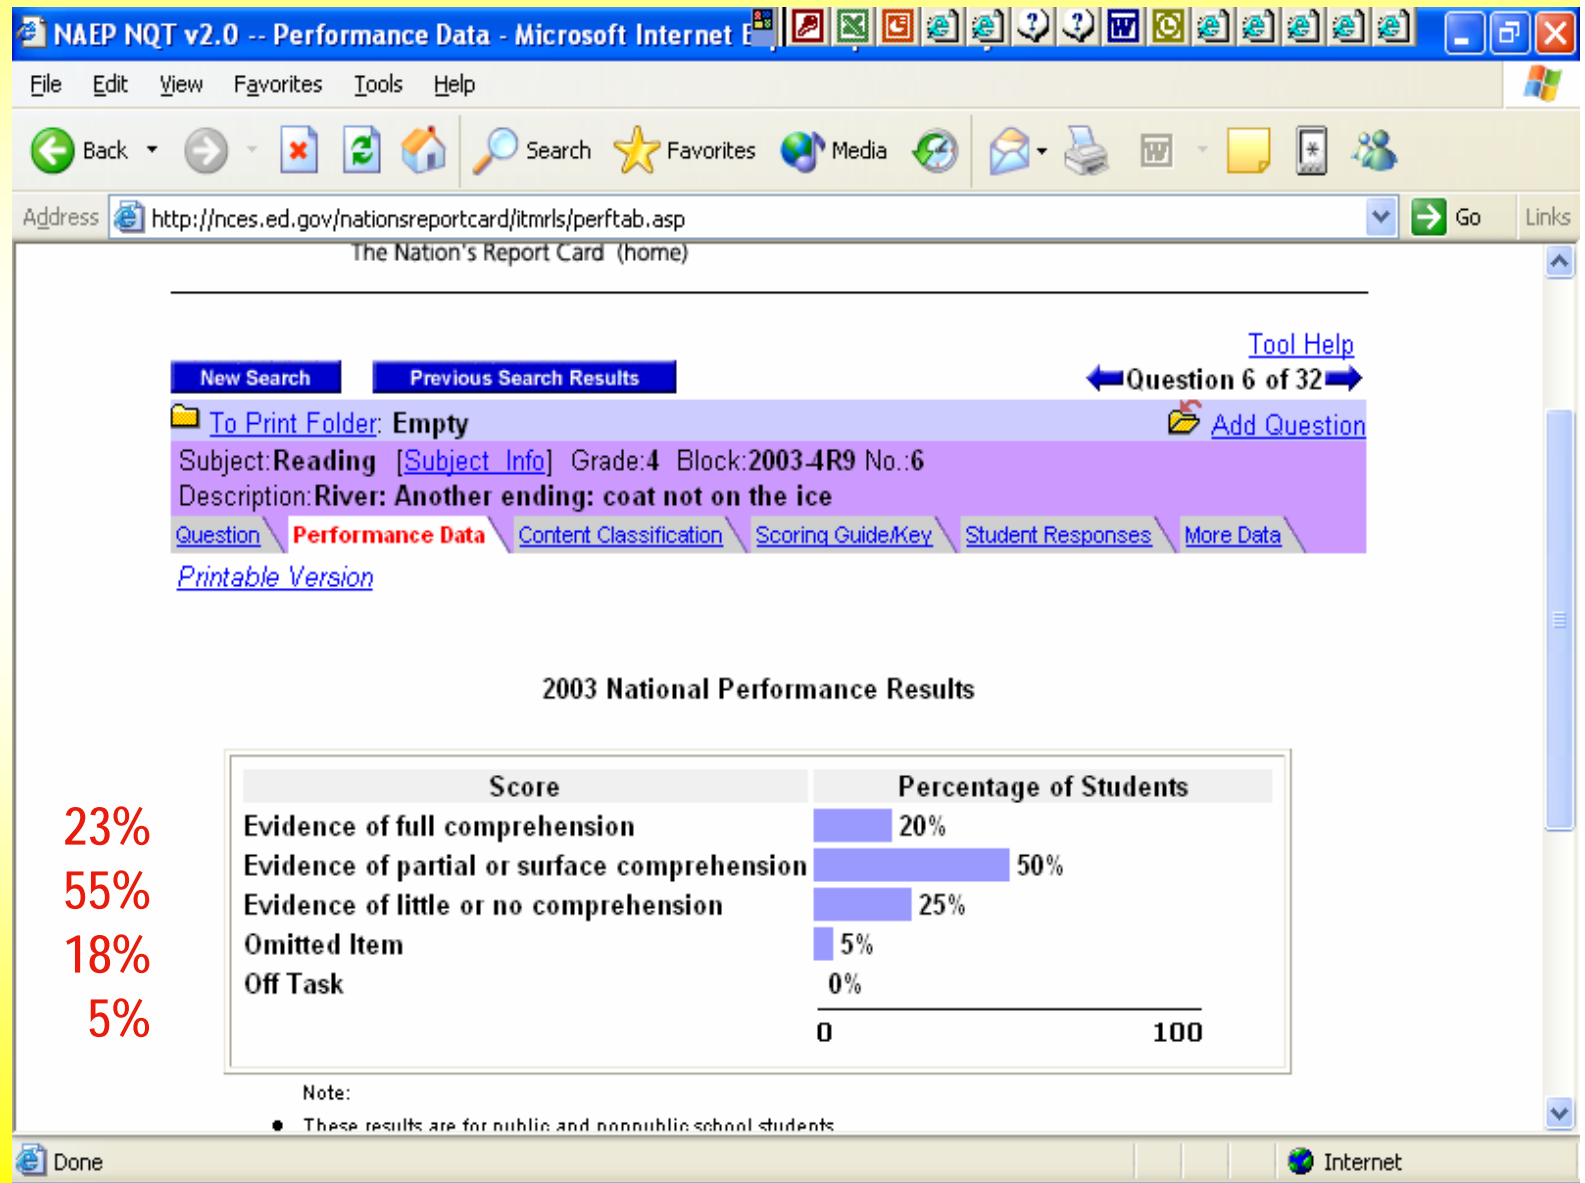 NAEP NQT v2.0 -- Performance Data - Microsoft Internet E
File Edit View Favorites Tools Help
Back Search Favorites Media
Address http://nces.ed.gov/nationsreportcard/itmrls/perftab.asp Go Links
The Nation's Report Card (home)
Tool Help
New Search Previous Search Results Question 6 of 32
To Print Folder: Empty Add Question
Subject:Reading [Subject Info] Grade:4 Block:2003-4R9 No.:6
Description:River: Another ending: coat not on the ice
Question Performance Data Content Classification Scoring Guide/Key Student Responses More Data
Printable Version
2003 National Performance Results
Score Percentage of Students
23% Evidence of full comprehension 20%
Evidence of partial or surface comprehension 50%
55% Evidence of little or no comprehension 25%
18% Omitted Item 5%
Off Task 0%
5% 0 100
Note:
• These results are for public and nonpublic school students
Done Internet